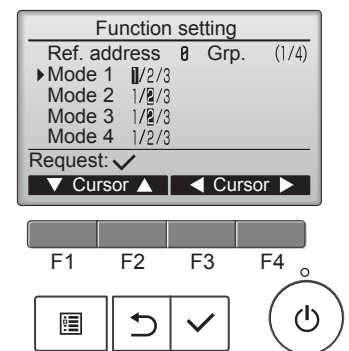 Function setting
Ref. address 0 Grp. (1/4)
Mode 1 1/2/3
Mode 2 1/2/3
Mode 3 1/2/3
Mode 4 1/2/3
Request:✓
▼ Cursor ▲ ◀ Cursor ▶
F1 F2 F3 F4